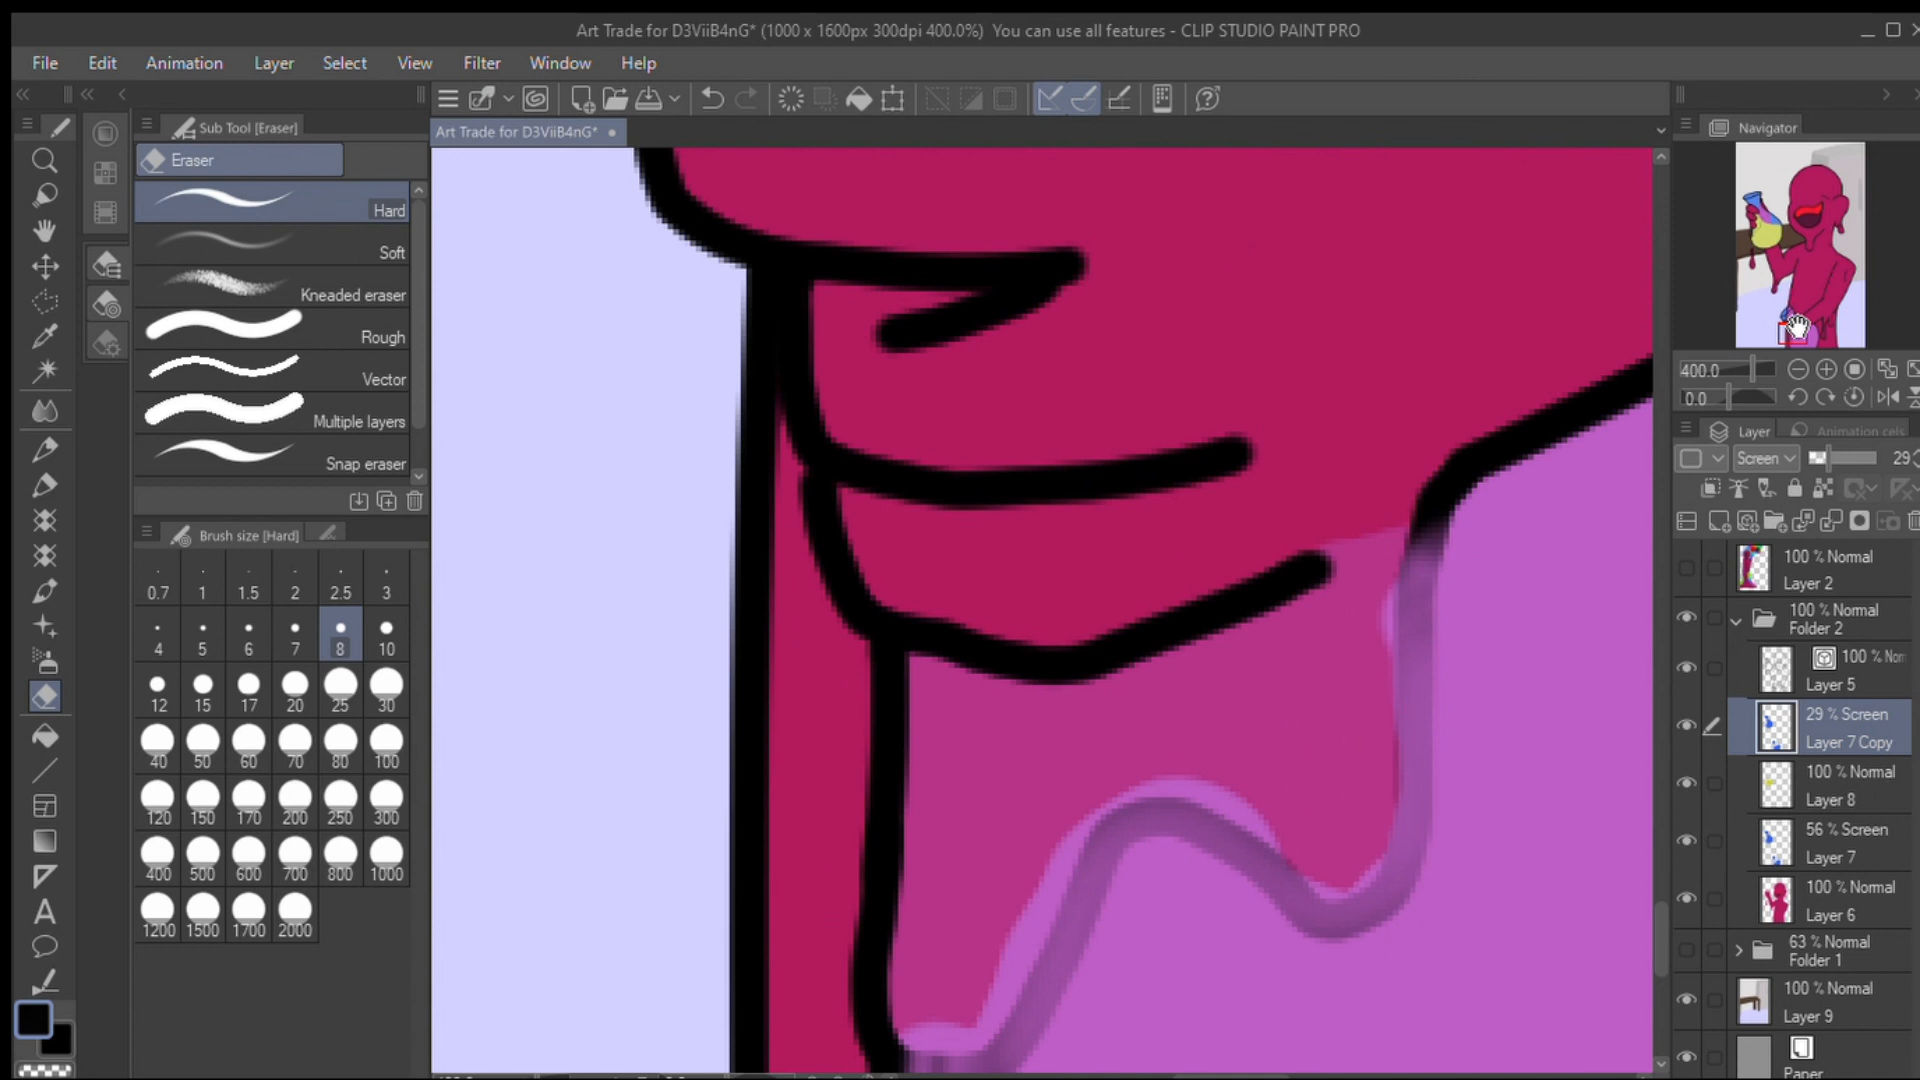 Art Trade for D3ViiB4nG* (1000 x 1600px 300dpi 400.0%)  You can use all features - CLIP STUDIO PAINT PRO
File Edit Animation Layer Select View Filter Window Help
Sub Tool [Eraser]
Art Trade for D3ViiB4nG*
Navigator
Eraser
Hard
Soft
Kneaded eraser
Rough
Vector
Multiple layers
Snap eraser
Brush size [Hard]
0.7 1 1.5 2 2.5 3
4 5 6 7 8 10
12 15 17 20 25 30
40 50 60 70 80 100
120 150 170 200 250 300
400 500 600 700 800 1000
1200 1500 1700 2000
400.0
0.0
Layer Animation cels
Screen 29
100 % Normal
Layer 2
100 % Normal
Folder 2
100 % Nor
Layer 5
29 % Screen
Layer 7 Copy
100 % Normal
Layer 8
56 % Screen
Layer 7
100 % Normal
Layer 6
63 % Normal
Folder 1
100 % Normal
Layer 9
Paper